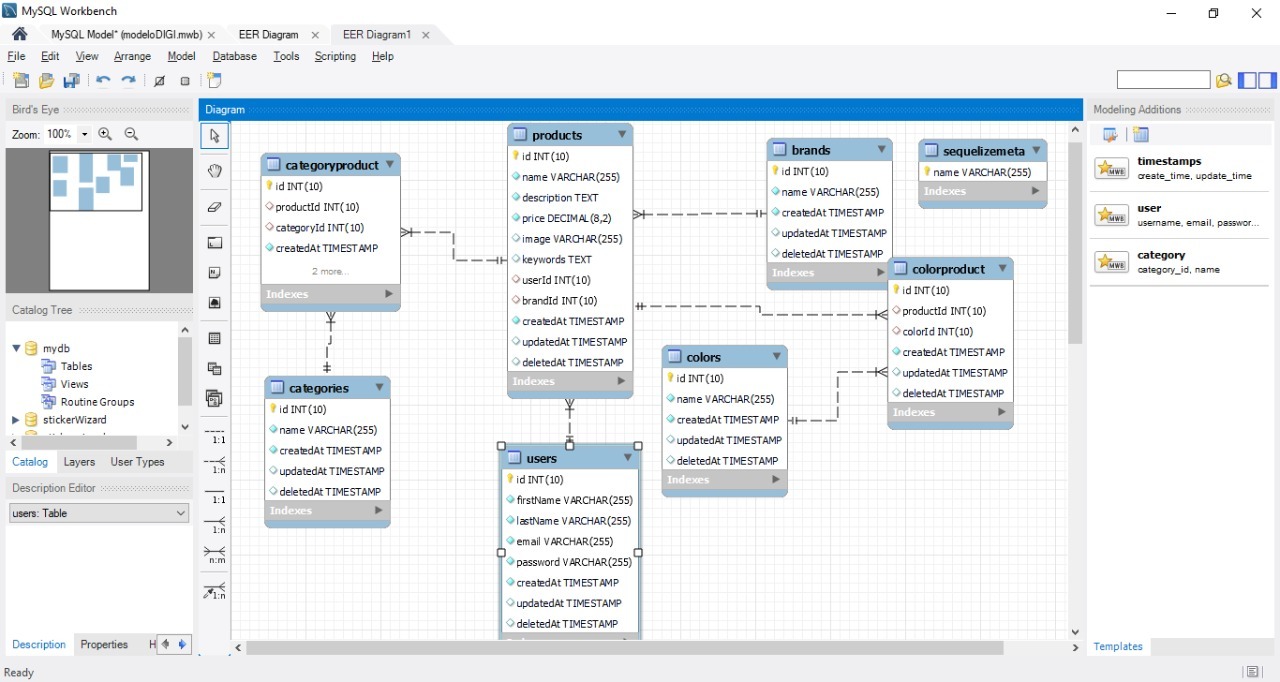 MySQL Workbench
MySQL Model* (modeloDIGI.mwb)
EER Diagram
EER Diagram1
File Edit View Arrange Model Database Tools Scripting Help
Bird's Eye
Zoom: 100%
Catalog Tree
mydb
Tables
Views
Routine Groups
stickerWizard
Catalog Layers User Types
Description Editor
users: Table
Description Properties H
Ready
Diagram
1:1
1:n
1:1
1:n
n:m
1:n
categoryproduct
id INT(10)
productId INT(10)
categoryId INT(10)
createdAt TIMESTAMP
2 more...
Indexes
categories
id INT(10)
name VARCHAR(255)
createdAt TIMESTAMP
updatedAt TIMESTAMP
deletedAt TIMESTAMP
Indexes
products
id INT(10)
name VARCHAR(255)
description TEXT
price DECIMAL(8,2)
image VARCHAR(255)
keywords TEXT
userId INT(10)
brandId INT(10)
createdAt TIMESTAMP
updatedAt TIMESTAMP
deletedAt TIMESTAMP
Indexes
users
id INT(10)
firstName VARCHAR(255)
lastName VARCHAR(255)
email VARCHAR(255)
password VARCHAR(255)
createdAt TIMESTAMP
updatedAt TIMESTAMP
deletedAt TIMESTAMP
brands
id INT(10)
name VARCHAR(255)
createdAt TIMESTAMP
updatedAt TIMESTAMP
deletedAt TIMESTAMP
Indexes
colors
id INT(10)
name VARCHAR(255)
createdAt TIMESTAMP
updatedAt TIMESTAMP
deletedAt TIMESTAMP
Indexes
sequelizemeta
name VARCHAR(255)
Indexes
colorproduct
id INT(10)
productId INT(10)
colorId INT(10)
createdAt TIMESTAMP
updatedAt TIMESTAMP
deletedAt TIMESTAMP
Indexes
Modeling Additions
timestamps
create_time, update_time
user
username, email, passwor...
category
category_id, name
Templates